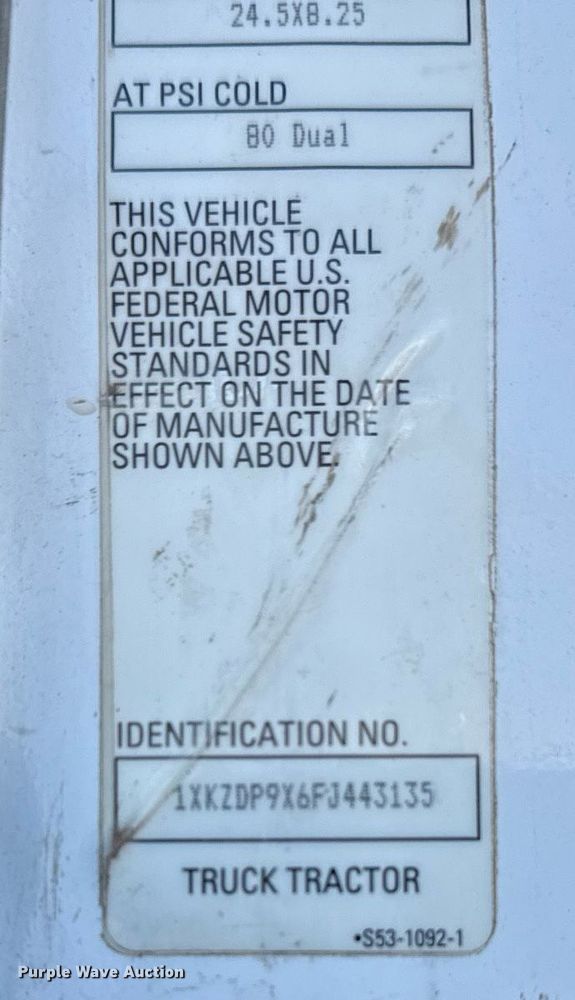 24.5X8.25
AT PSI COLD
80 Dual
THIS VEHICLE
CONFORMS TO ALL
APPLICABLE U.S.
FEDERAL MOTOR
VEHICLE SAFETY
STANDARDS IN
EFFECT ON THE DATE
OF MANUFACTURE
SHOWN ABOVE.
IDENTIFICATION NO.
1XKZDP9X6FJ443135
TRUCK TRACTOR
•S53-1092-1
Purple Wave Auction